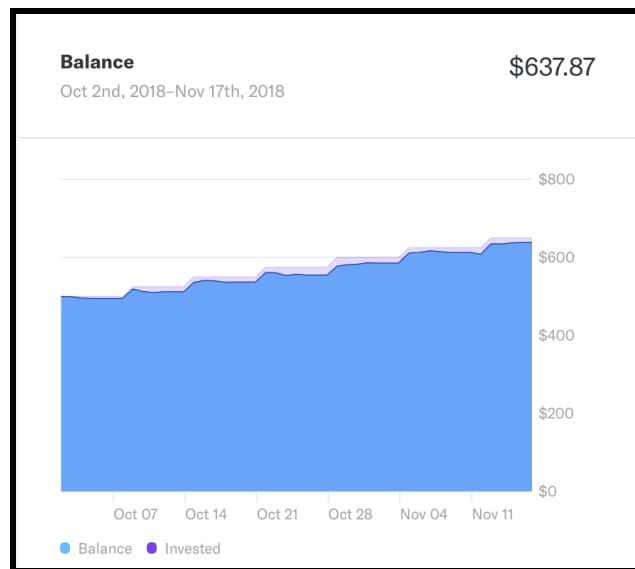 Balance
$637.87
Oct 2nd, 2018–Nov 17th, 2018
$800
$600
$400
$200
$0
Oct 07 Oct 14 Oct 21 Oct 28 Nov 04 Nov 11
Balance Invested